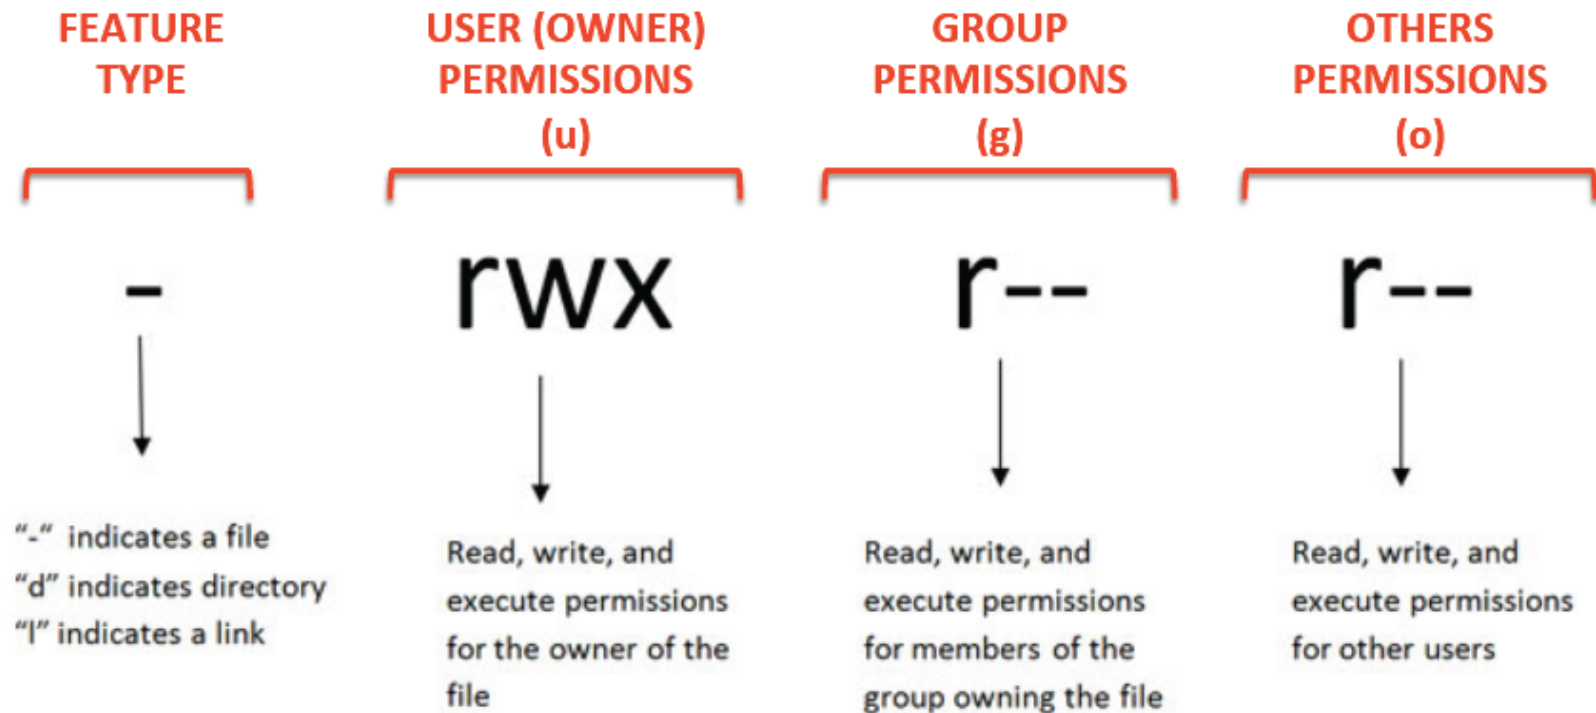 FEATURE
TYPE
USER (OWNER)
PERMISSIONS
(u)
GROUP
PERMISSIONS
(g)
OTHERS
PERMISSIONS
(o)
-
rwx
r--
r--
“-“ indicates a file
“d” indicates directory
“l” indicates a link
Read, write, and
execute permissions
for the owner of the
file
Read, write, and
execute permissions
for members of the
group owning the file
Read, write, and
execute permissions
for other users